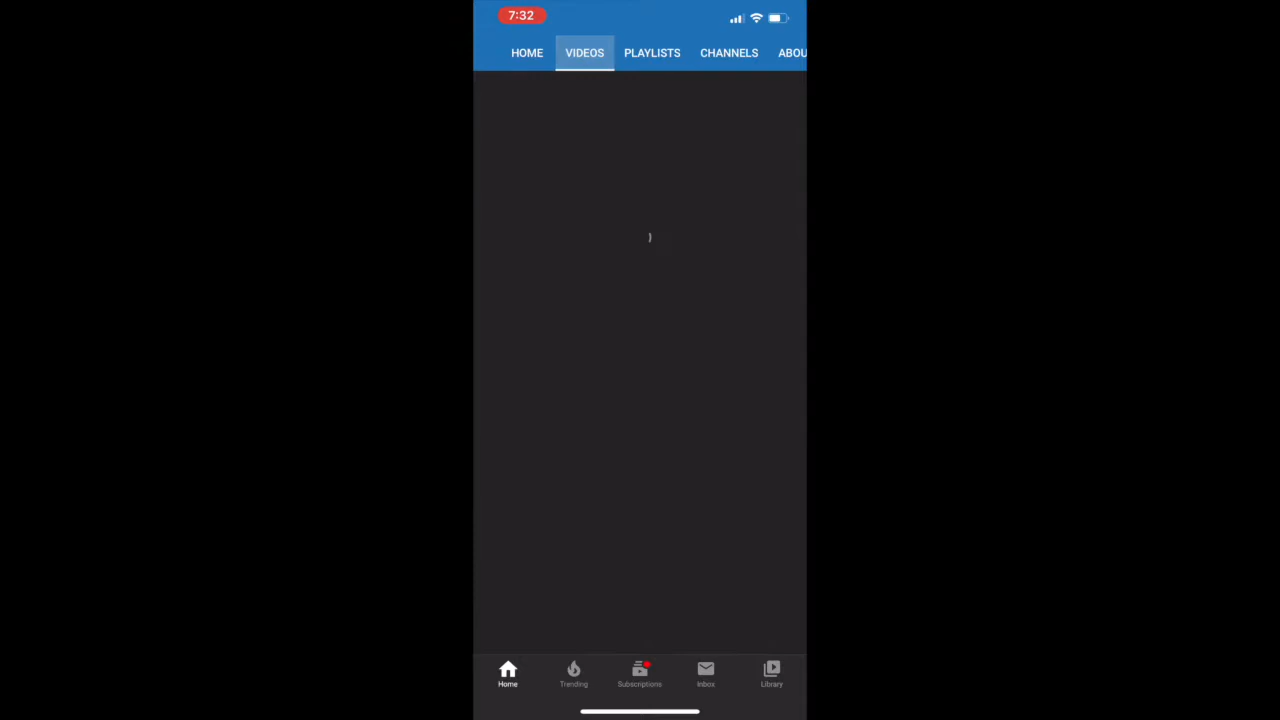 7:32
HOME VIDEOS PLAYLISTS CHANNELS ABOU
Home Trending Subscriptions Inbox Library